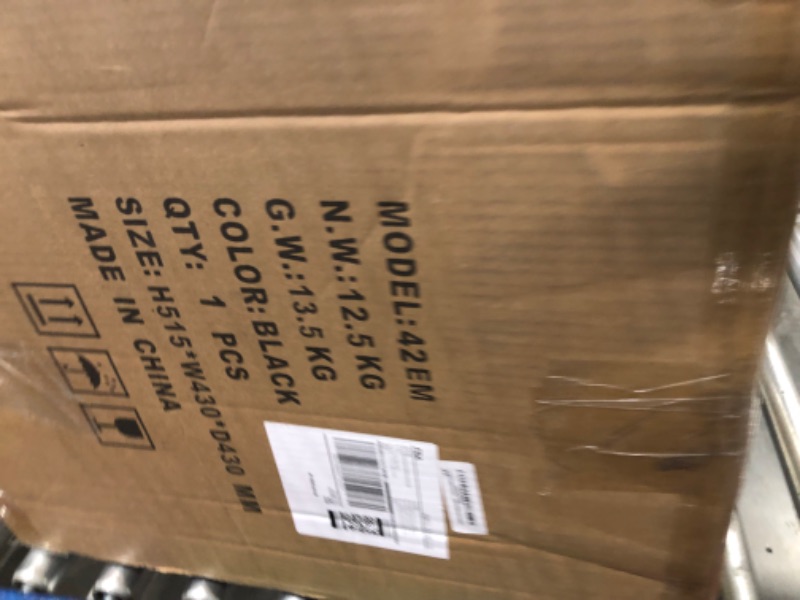 MODEL:42EM
N.W.:12.5 KG
G.W.:13.5 KG
COLOR:BLACK
QTY: 1 PCS
SIZE: H515*W430*D430 MM
MADE IN CHINA